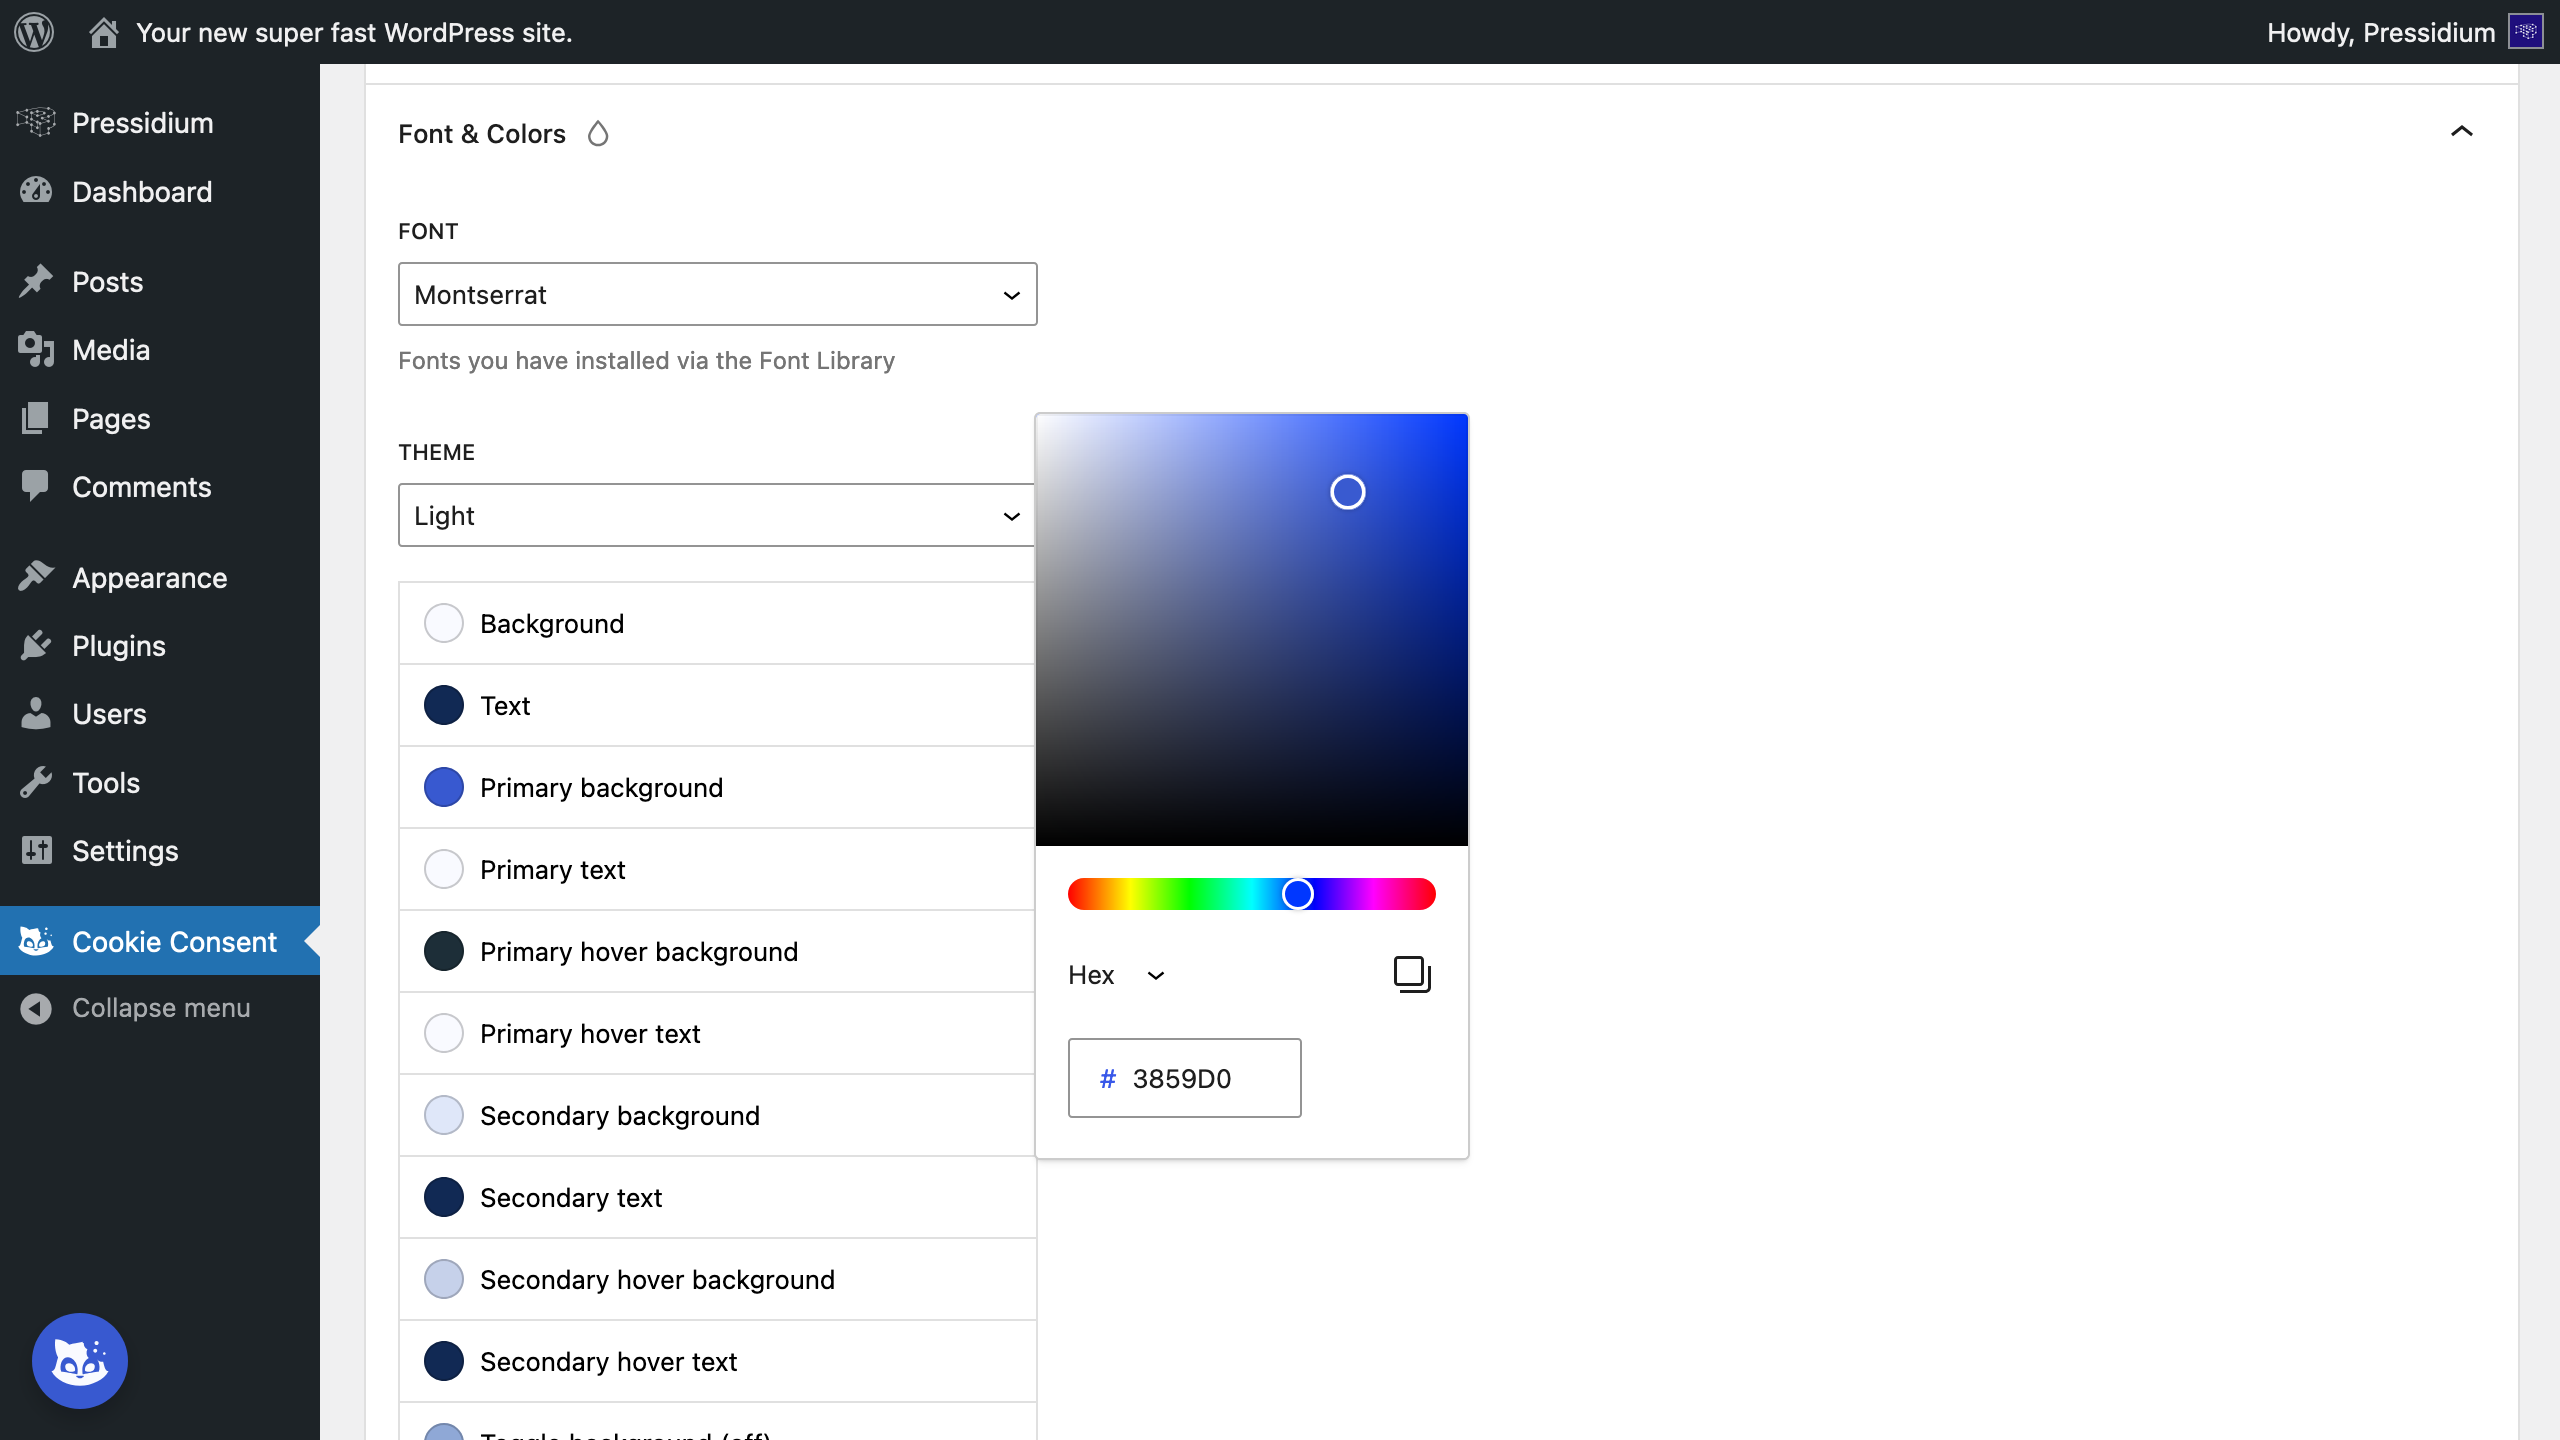 Your new super fast WordPress site.
Howdy, Pressidium
Pressidium
Dashboard
Posts
Media
Pages
Comments
Appearance
Plugins
Users
Tools
Settings
Cookie Consent
Collapse menu
Font & Colors
FONT
Montserrat
Fonts you have installed via the Font Library
THEME
Light
Background
Text
Primary background
Primary text
Primary hover background
Primary hover text
Secondary background
Secondary text
Secondary hover background
Secondary hover text
Toggle background (off)
Hex
# 3859D0